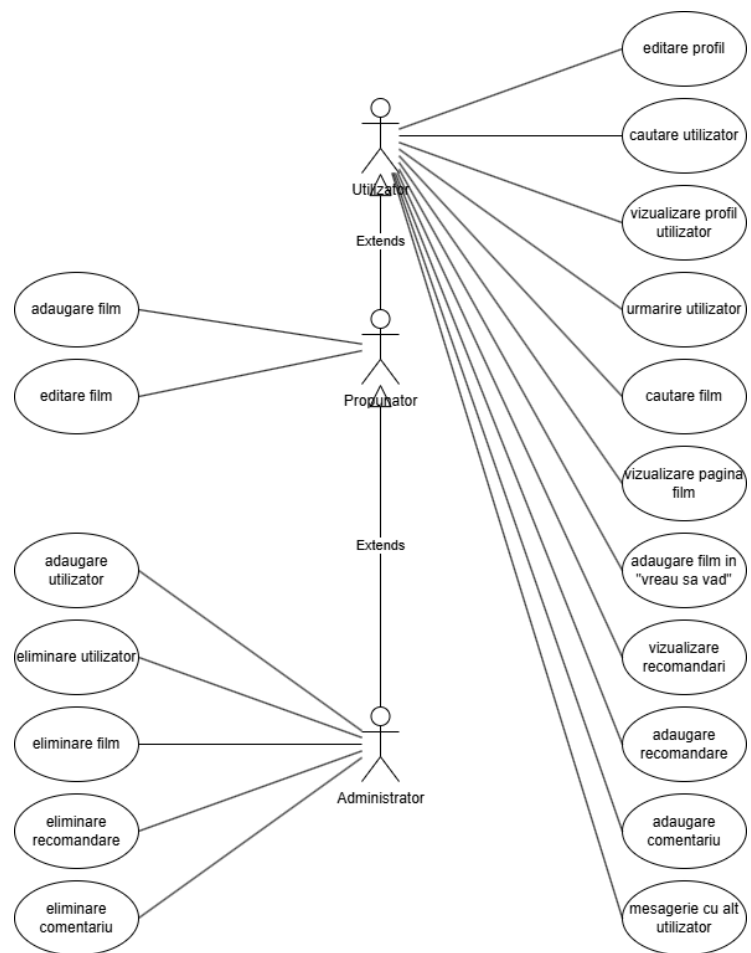 editare profil
cautare utilizator
Utilizator
vizualizare profil
utilizator
Extends
adaugare film
urmarire utilizator
editare film
Propunator
cautare film
vizualizare pagina
film
Extends
adaugare
utilizator
adaugare film in
"vreau sa vad"
eliminare utilizator
vizualizare
recomandari
eliminare film
adaugare
recomandare
Administrator
eliminare
recomandare
adaugare
comentariu
eliminare
comentariu
mesagerie cu alt
utilizator